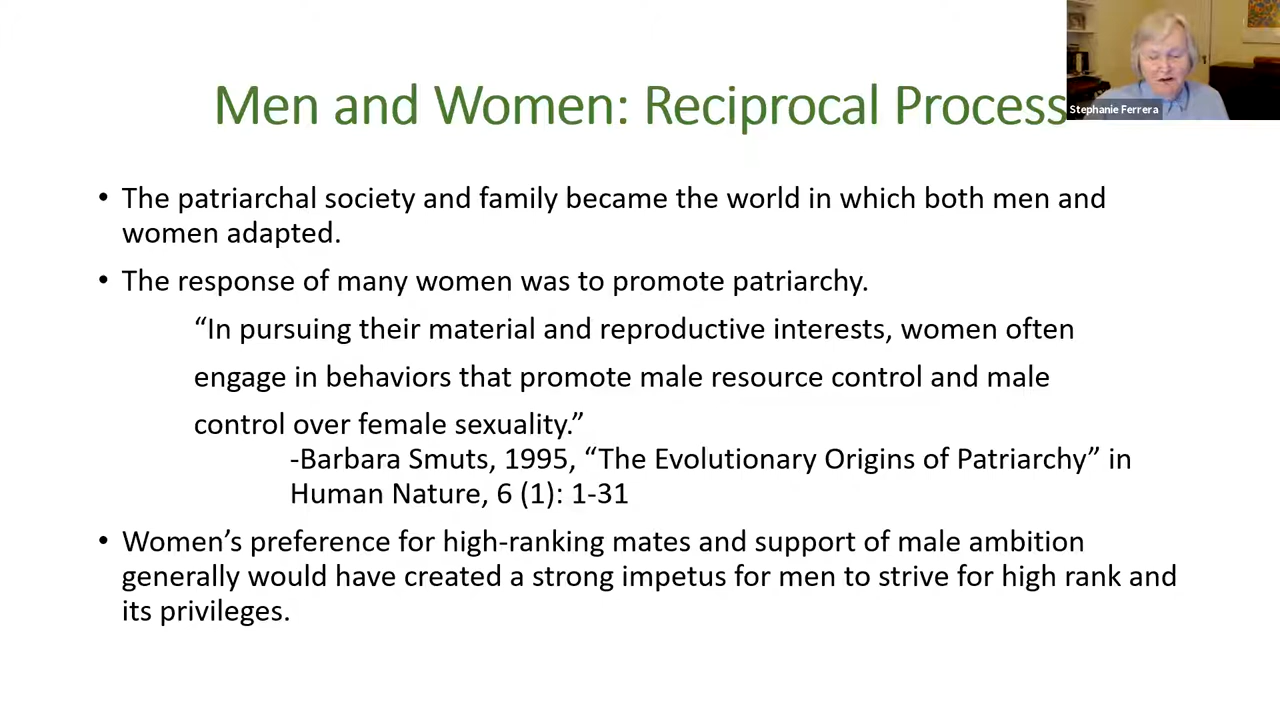 Men and Women: Reciprocal Process
Stephanie Ferrera
• The patriarchal society and family became the world in which both men and
women adapted.
• The response of many women was to promote patriarchy.
“In pursuing their material and reproductive interests, women often
engage in behaviors that promote male resource control and male
control over female sexuality.”
-Barbara Smuts, 1995, “The Evolutionary Origins of Patriarchy” in
Human Nature, 6 (1): 1-31
• Women’s preference for high-ranking mates and support of male ambition
generally would have created a strong impetus for men to strive for high rank and
its privileges.